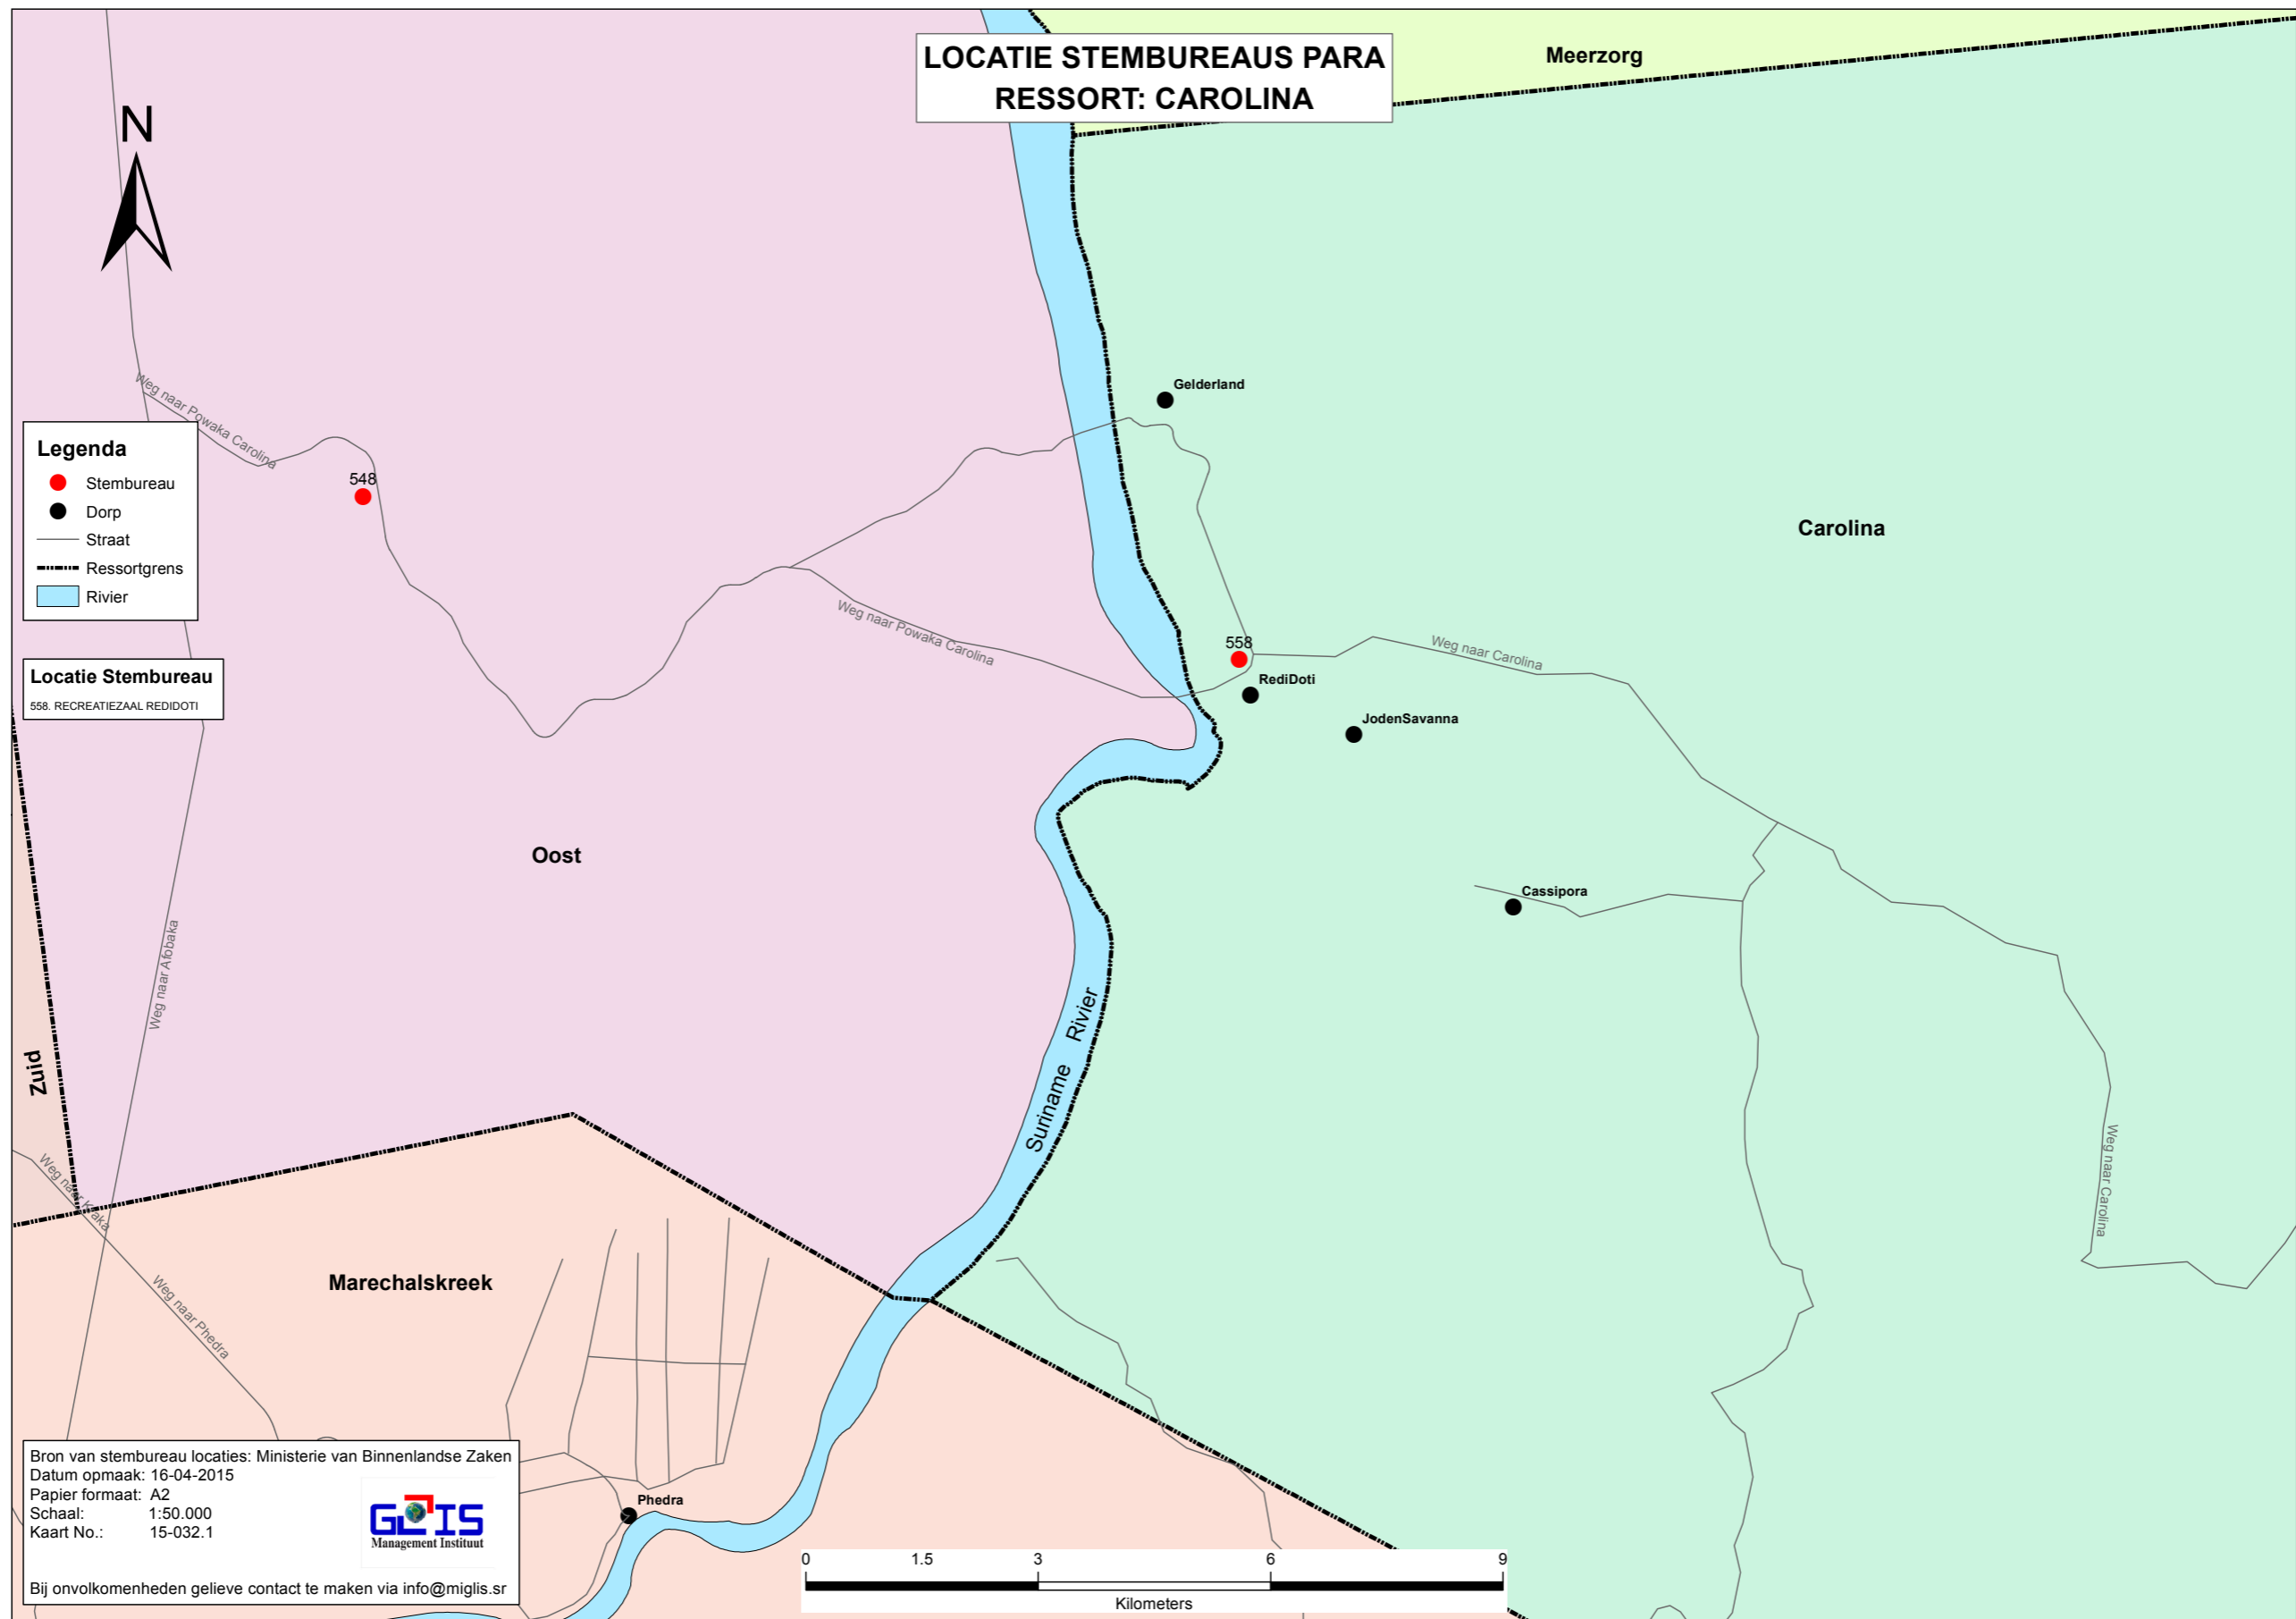 LOCATIE STEMBUREAUS PARA
RESSORT: CAROLINA
Meerzorg
N
Weg naar Powaka Carolina
Gelderland
Legenda
Stembureau
Dorp
Straat
Ressortgrens
Rivier
548
Carolina
Weg naar Powaka Carolina
558
Weg naar Carolina
RediDoti
JodenSavanna
Locatie Stembureau
558. RECREATIEZAAL REDIDOTI
Oost
Cassipora
Weg naar Afobaka
Suriname Rivier
Zuid
Weg naar Carolina
Weg naar Kraka
Marechalskreek
Weg naar Phedra
Phedra
Bron van stembureau locaties: Ministerie van Binnenlandse Zaken
Datum opmaak: 16-04-2015
Papier formaat: A2
Schaal: 1:50.000
Kaart No.: 15-032.1
GLIS
Management Instituut
Bij onvolkomenheden gelieve contact te maken via info@miglis.sr
0 1.5 3 6 9
Kilometers